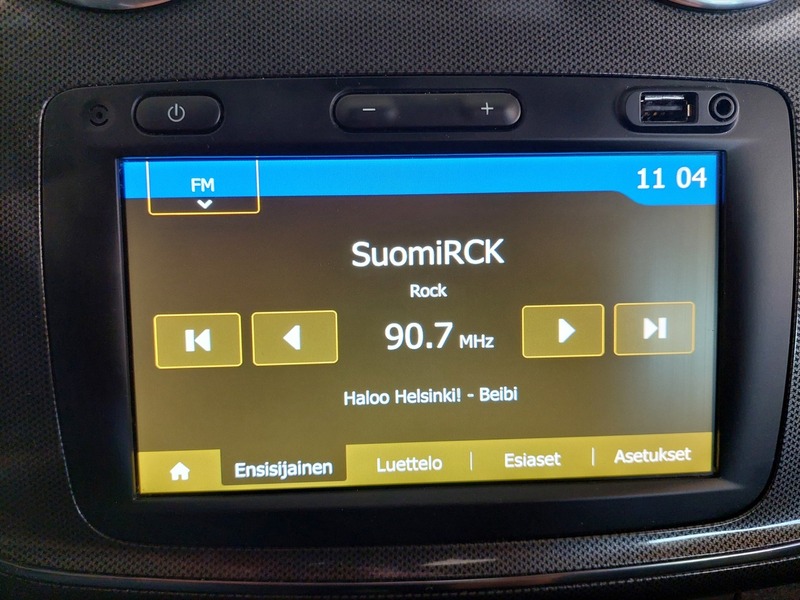 FM
11 04
SuomiRCK
Rock
90.7 MHz
Haloo Helsinki! - Beibi
Ensisijainen
Luettelo
Esiaset
Asetukset